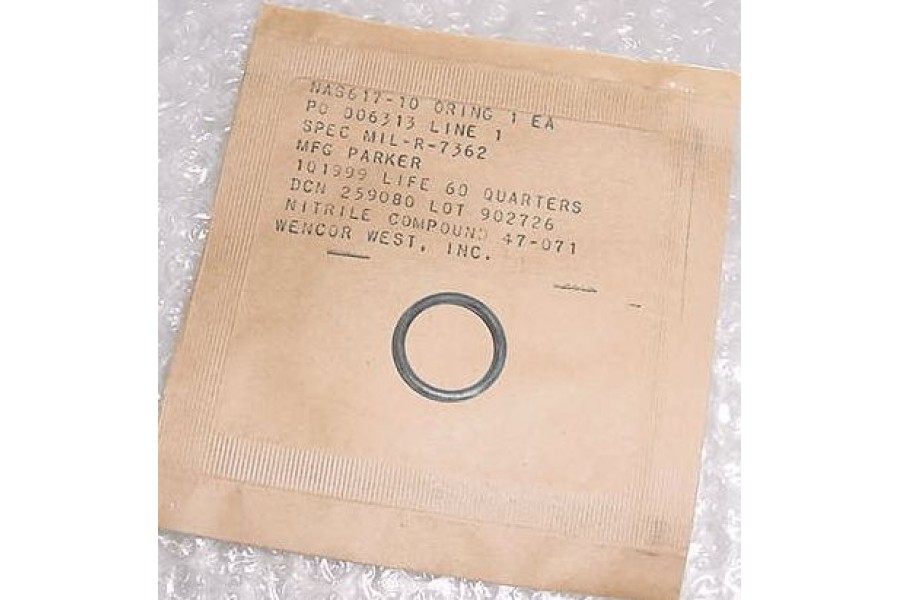 NAS617-10 ORING 1 EA
PO 006313 LINE 1
SPEC MIL-R-7362
MFG PARKER
101999 LIFE 60 QUARTERS
DCN 259080 LOT 902726
NITRILE COMPOUND 47-071
WENCOR WEST, INC.